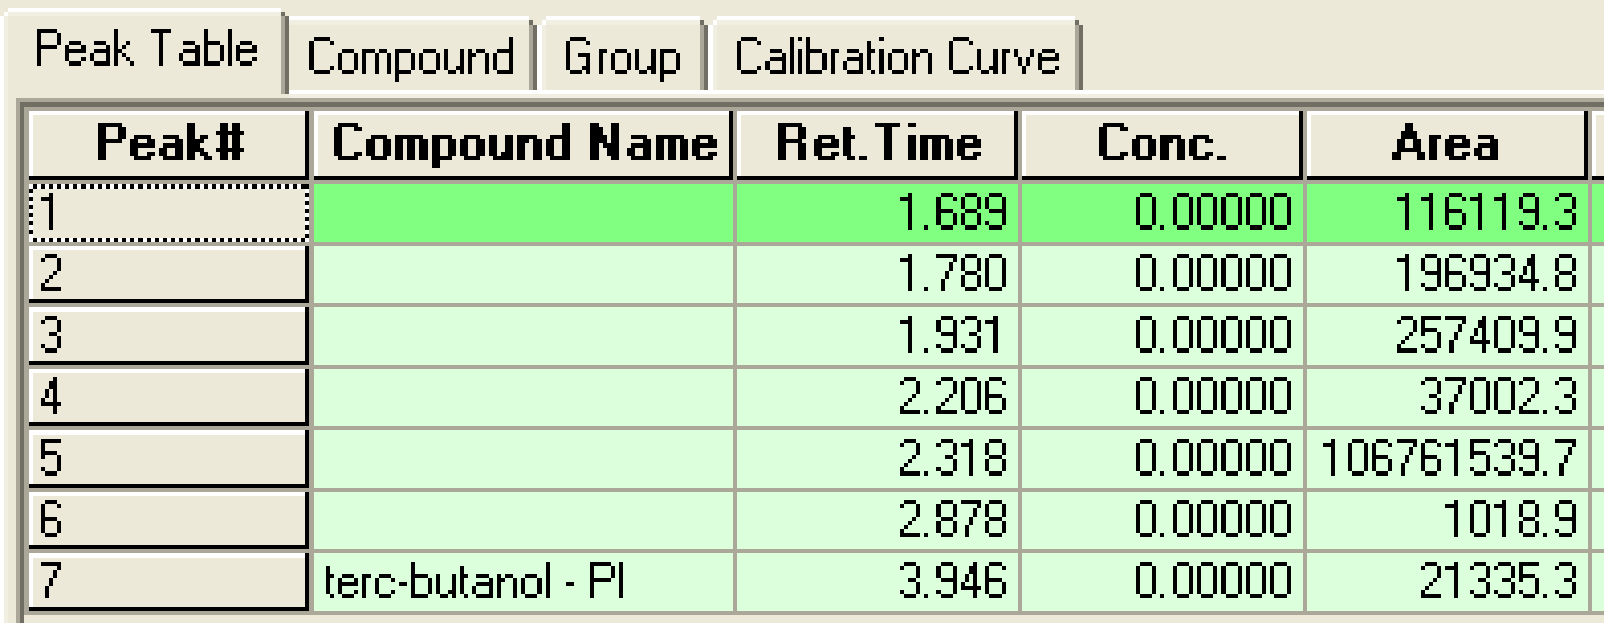 Peak Table Compound Group Calibration Curve
Peak# Compound Name Ret.Time Conc. Area
1 1.689 0.00000 116119.3
2 1.780 0.00000 196934.8
3 1.931 0.00000 257409.9
4 2.206 0.00000 37002.3
5 2.318 0.00000 106761539.7
6 2.878 0.00000 1018.9
7 terc-butanol - PI 3.946 0.00000 21335.3